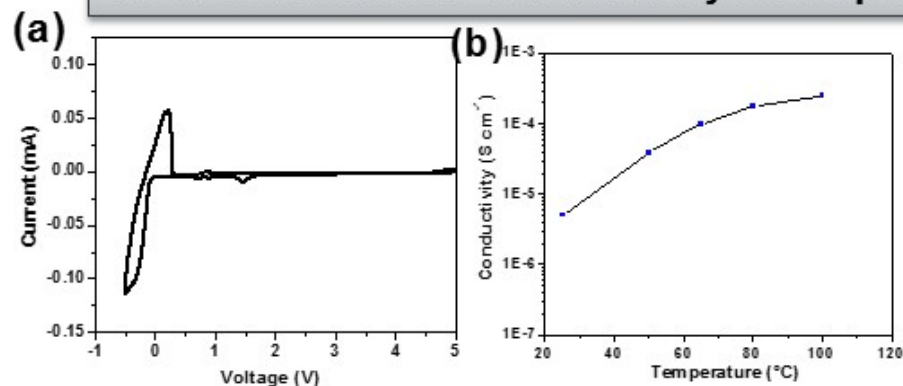 (a)
(b)
0.10
0.05
0.00
-0.05
-0.10
-0.15
Current (mA)
-1 0 1 2 3 4 5
Voltage (V)
1E-3
1E-4
1E-5
1E-6
1E-7
Conductivity (S cm⁻¹)
20 40 60 80 100 120
Temperature (°C)